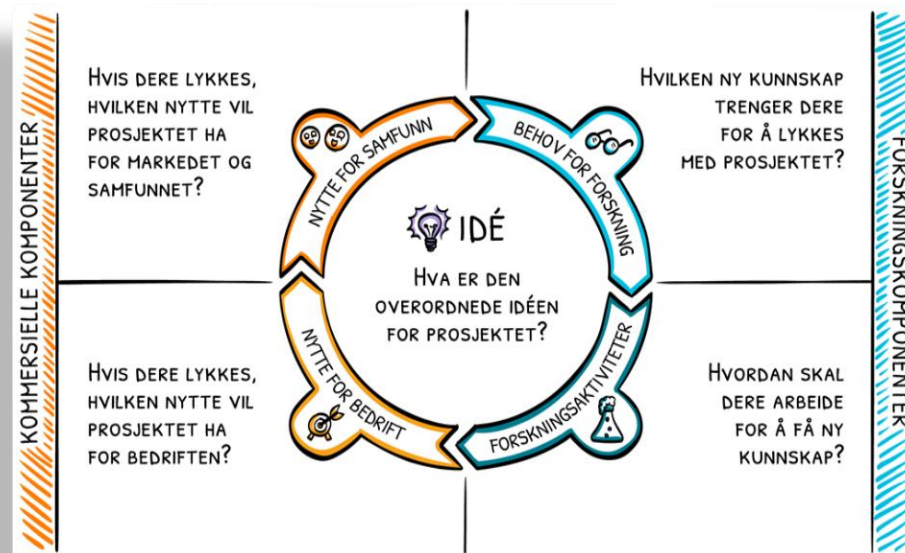 KOMMERSIELLE KOMPONENTER
HVIS DERE LYKKES,
HVILKEN NYTTE VIL
PROSJEKTET HA
FOR MARKEDET OG
SAMFUNNET?
NYTTE FOR SAMFUNN
BEHOV FOR FORSKNING
HVILKEN NY KUNNSKAP
TRENGER DERE
FOR Å LYKKES
MED PROSJEKTET?
FORSKNINGSKOMPONENTER
IDÉ
HVA ER DEN
OVERORDNEDE IDÉEN
FOR PROSJEKTET?
HVIS DERE LYKKES,
HVILKEN NYTTE VIL
PROSJEKTET HA
FOR BEDRIFTEN?
NYTTE FOR BEDRIFT
FORSKNINGSAKTIVITETER
HVORDAN SKAL
DERE ARBEIDE
FOR Å FÅ NY
KUNNSKAP?